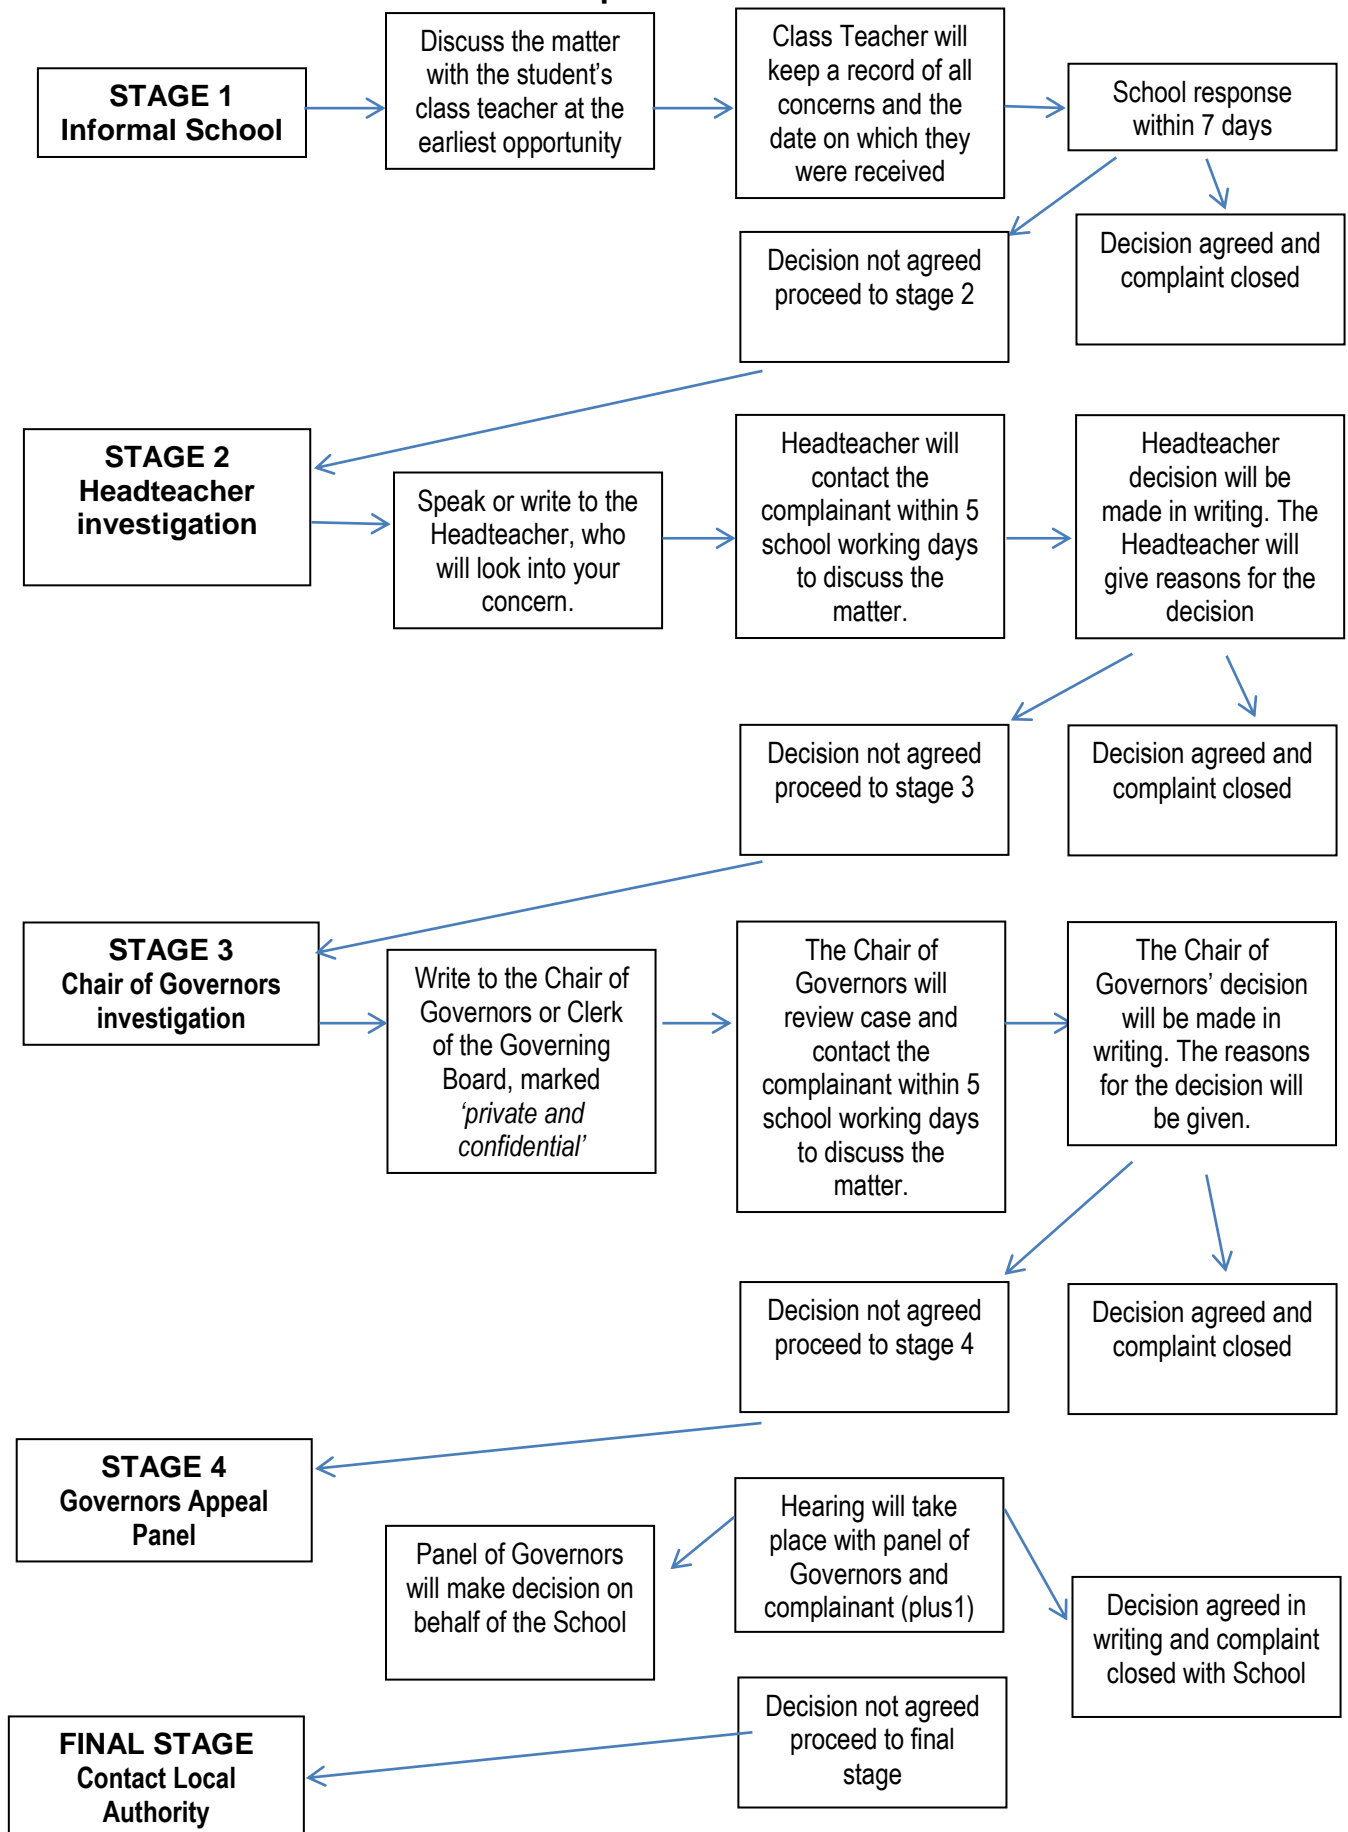 STAGE 1
Informal School
Discuss the matter
with the student’s
class teacher at the
earliest opportunity
Class Teacher will
keep a record of all
concerns and the
date on which they
were received
School response
within 7 days
Decision not agreed
proceed to stage 2
Decision agreed and
complaint closed
STAGE 2
Headteacher
investigation
Speak or write to the
Headteacher, who
will look into your
concern.
Headteacher will
contact the
complainant within 5
school working days
to discuss the
matter.
Headteacher
decision will be
made in writing. The
Headteacher will
give reasons for the
decision
Decision not agreed
proceed to stage 3
Decision agreed and
complaint closed
STAGE 3
Chair of Governors
investigation
Write to the Chair of
Governors or Clerk
of the Governing
Board, marked
‘private and
confidential’
The Chair of
Governors will
review case and
contact the
complainant within 5
school working days
to discuss the
matter.
The Chair of
Governors’ decision
will be made in
writing. The reasons
for the decision will
be given.
Decision not agreed
proceed to stage 4
Decision agreed and
complaint closed
STAGE 4
Governors Appeal
Panel
Panel of Governors
will make decision on
behalf of the School
Hearing will take
place with panel of
Governors and
complainant (plus1)
Decision agreed in
writing and complaint
closed with School
Decision not agreed
proceed to final
stage
FINAL STAGE
Contact Local
Authority